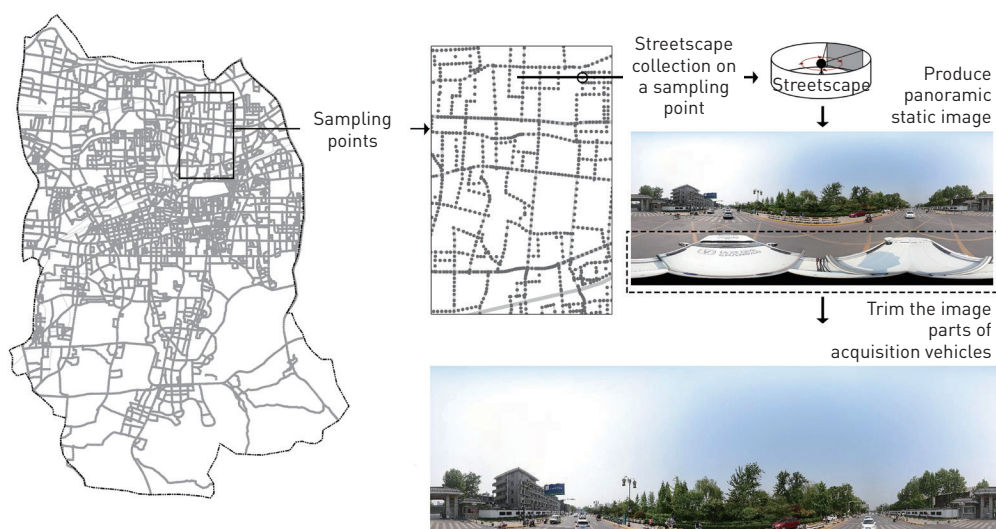 Sampling
points
Streetscape
collection on
a sampling
point
Streetscape
Produce
panoramic
static image
Trim the image
parts of
acquisition vehicles